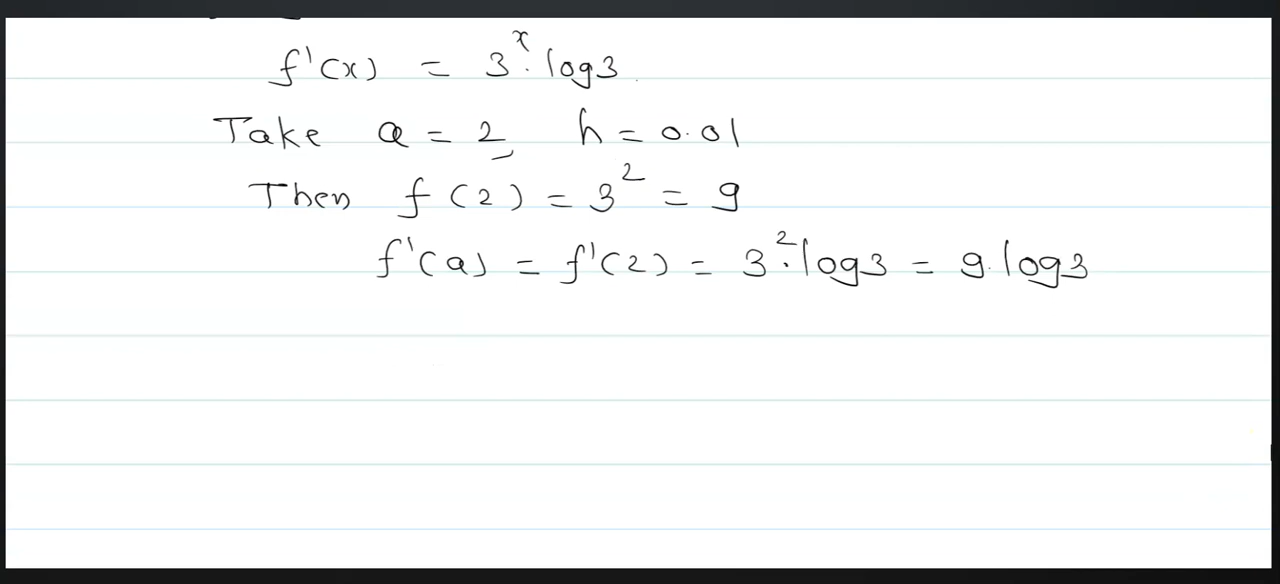 f'(x) = 3^x · log3
Take a = 2, h = 0.01
Then f(2) = 3^2 = 9
f'(a) = f'(2) = 3^2 · log3 = 9 · log3